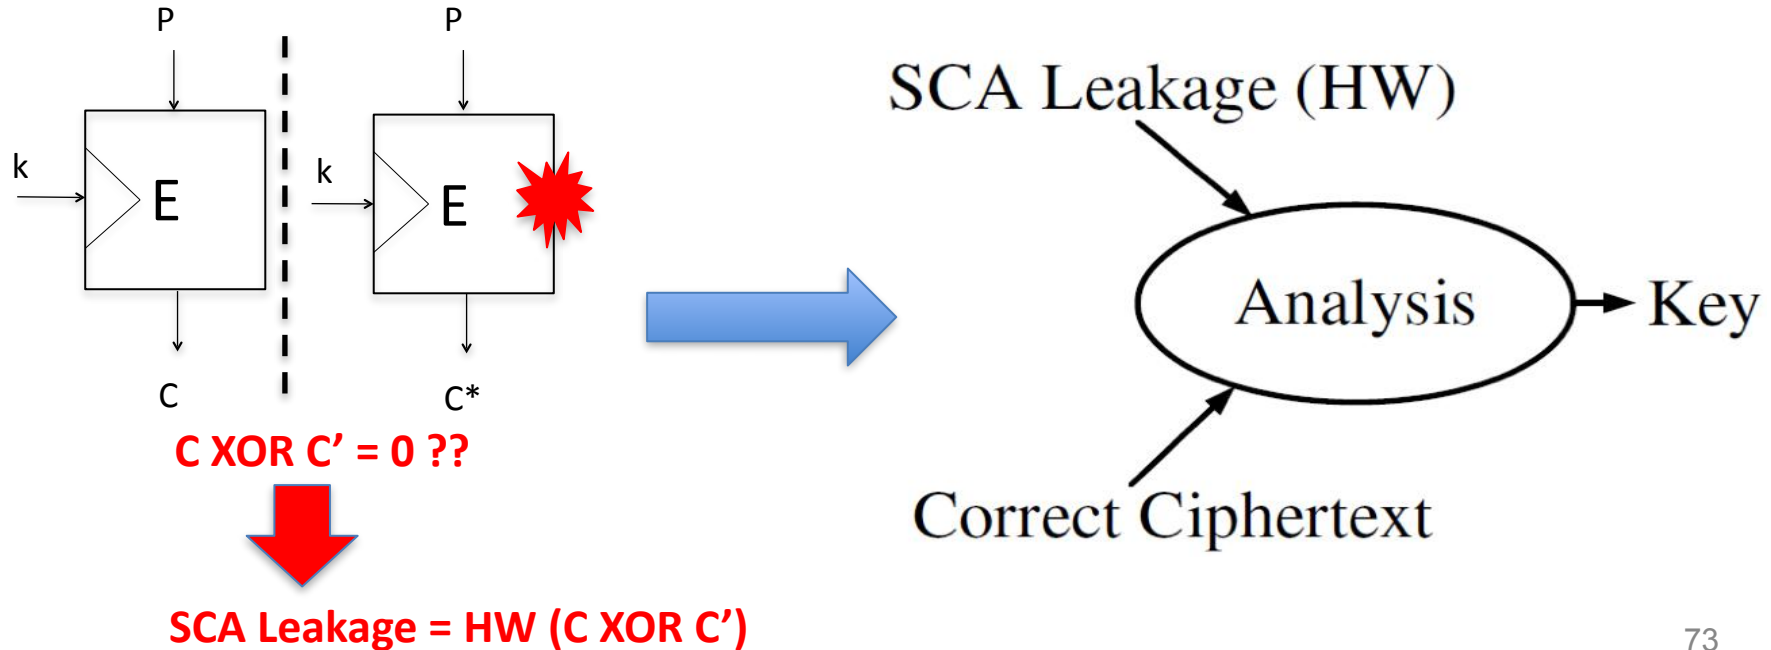 P
P
k
E
k
E
C
C*
C XOR C’ = 0 ??
SCA Leakage = HW (C XOR C’)
SCA Leakage (HW)
Analysis
Key
Correct Ciphertext
73